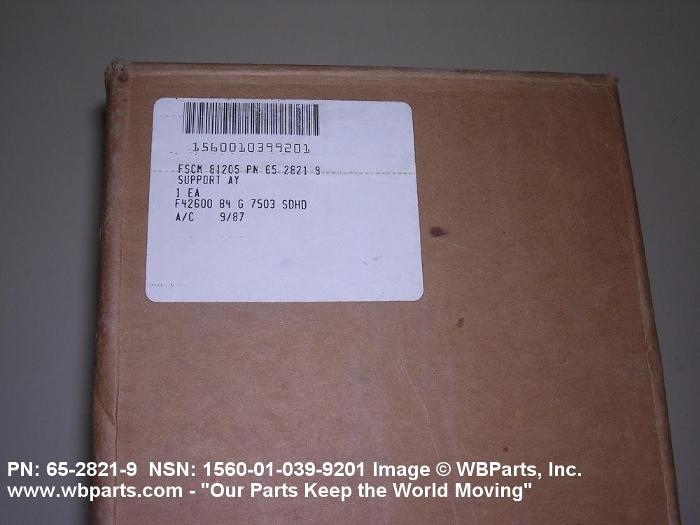 1560010399201
FSCM 81205 PN 65 2821 9
SUPPORT AY
1 EA
F42600 84 G 7503 SDHD
A/C 9/87
PN: 65-2821-9 NSN: 1560-01-039-9201 Image © WBParts, Inc.
www.wbparts.com - "Our Parts Keep the World Moving"